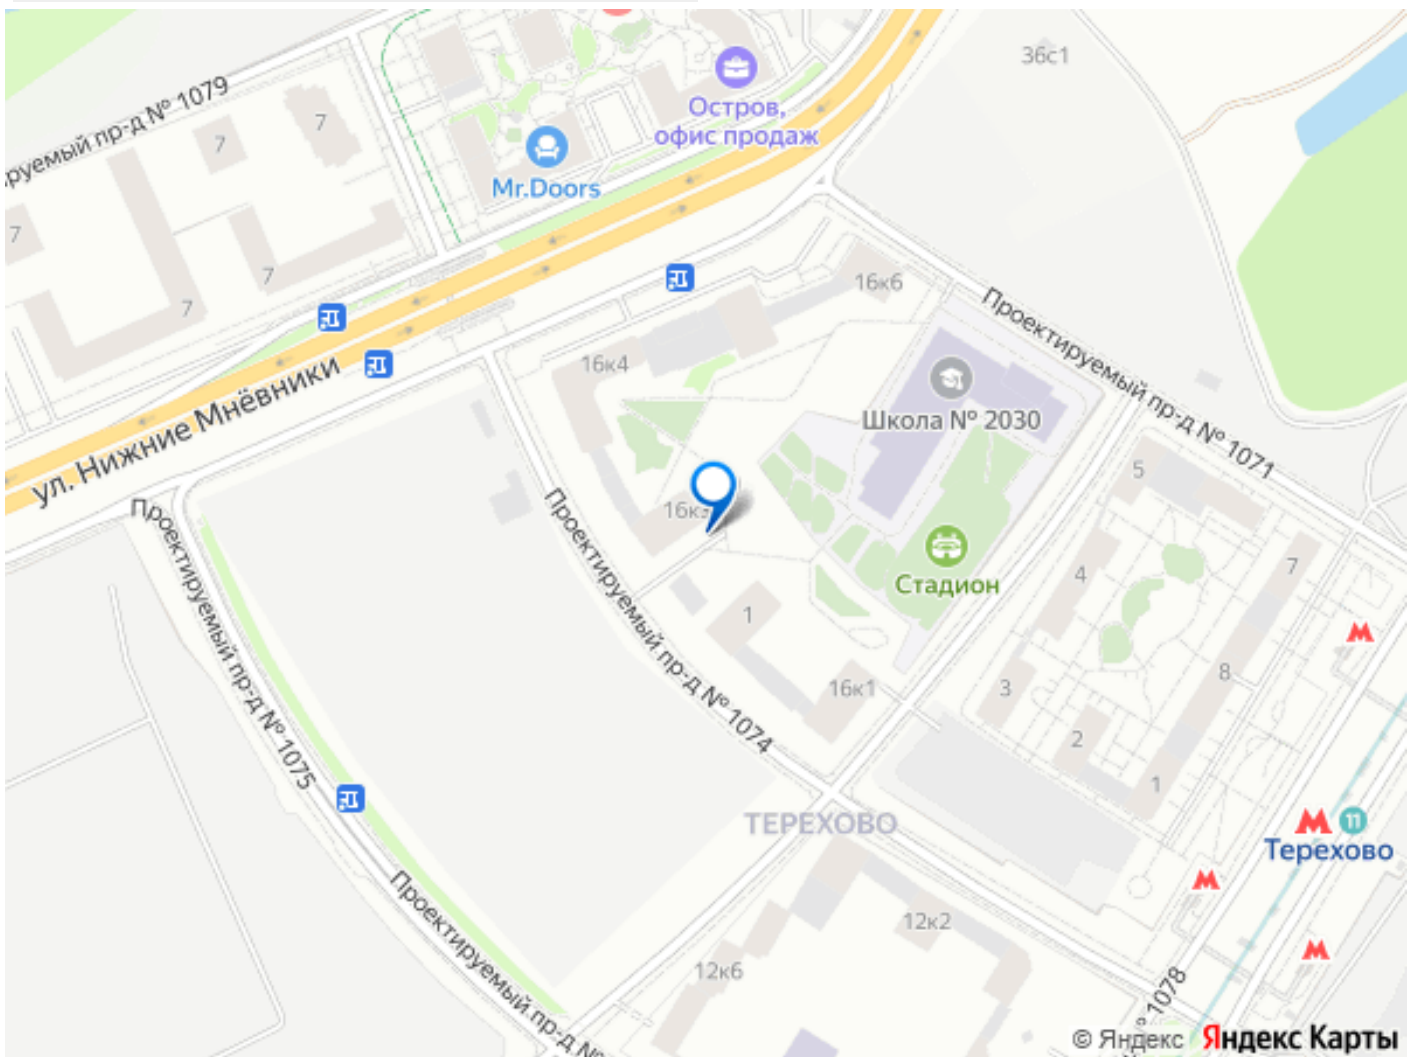 36с1
руемый пр-д № 1079
7
7
Остров,
офис продаж
Mr.Doors
7
7
7
16к6
Проектируемый пр-д № 1071
16к4
Школа № 2030
ул. Нижние Мнёвники
5
16к
Проектируемый пр-д № 1074
Проектируемый пр-д № 1075
Стадион
4
7
1
8
3
16к1
2
1
ТЕРЕХОВО
11
Терехово
Проектируемый пр-д №
12к2
12к6
№ 1078
© Яндекс Яндекс Карты